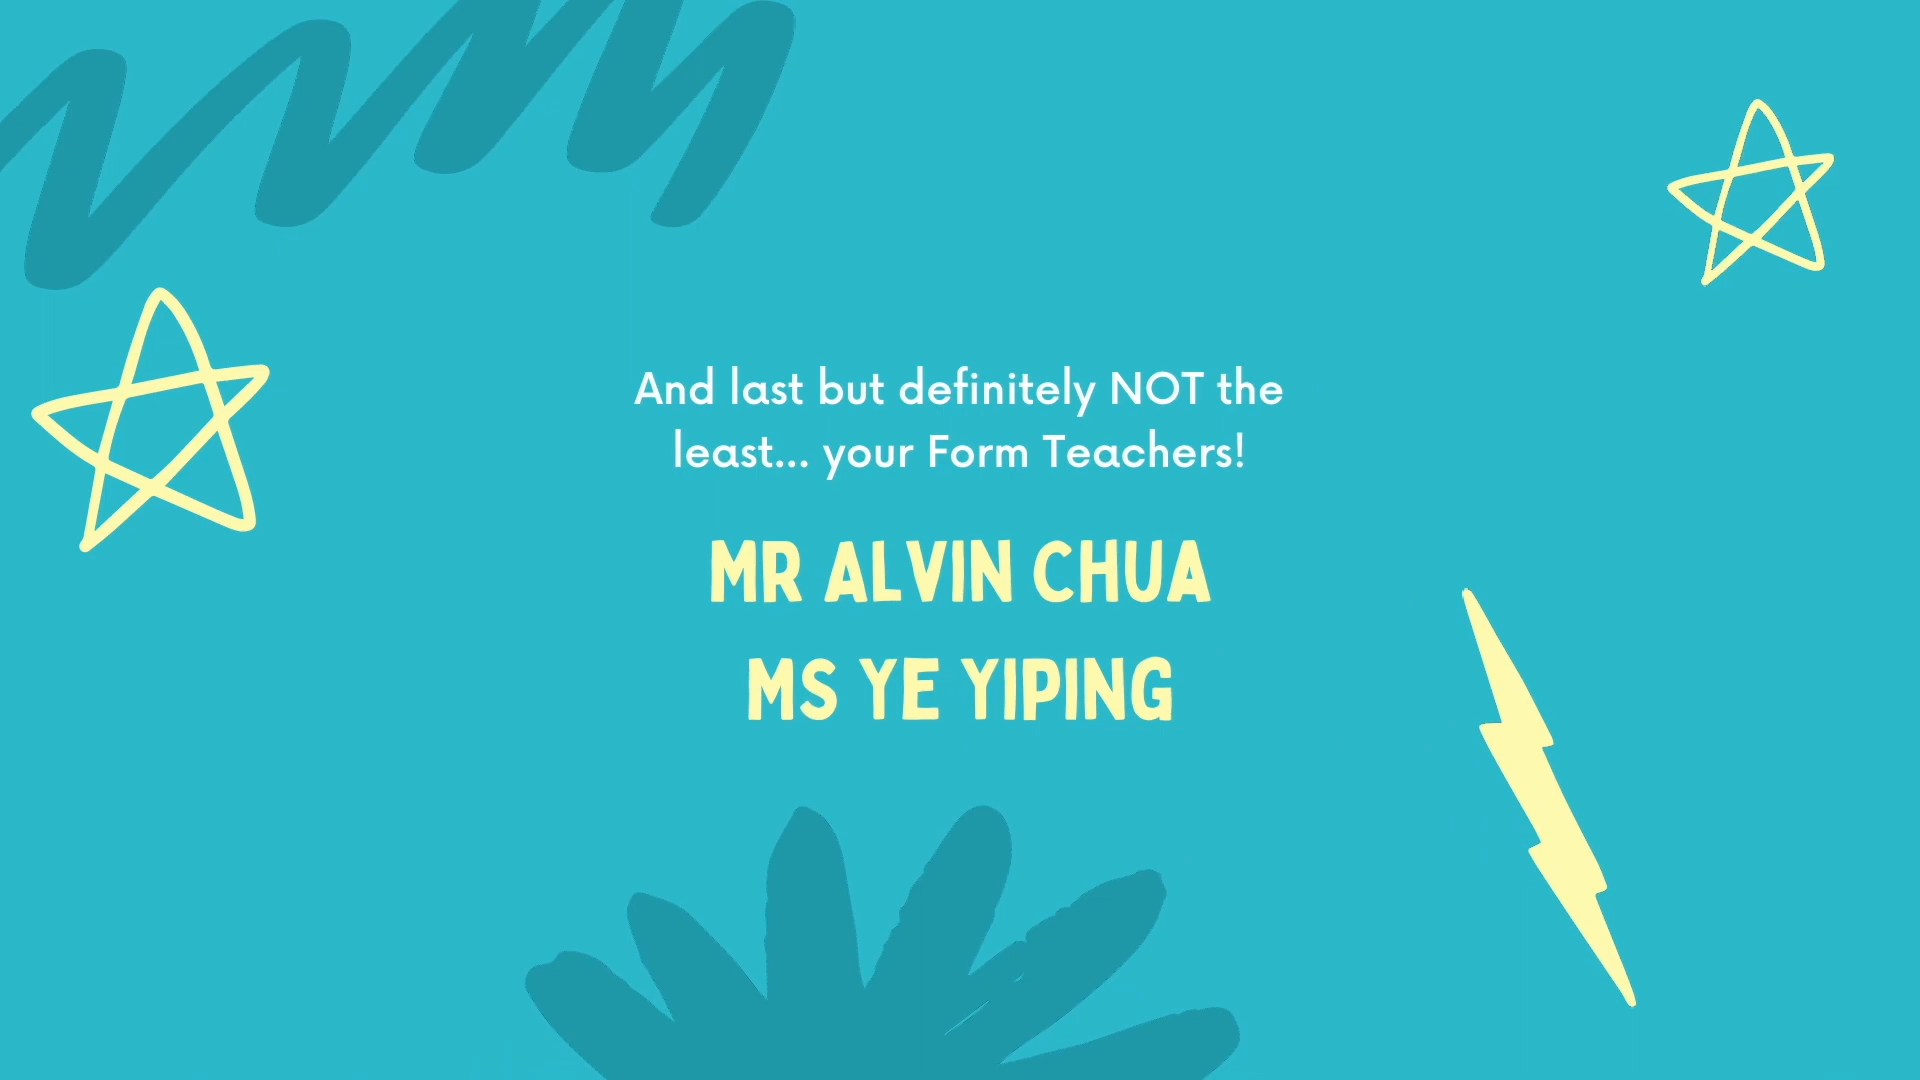 And last but definitely NOT the
least... your Form Teachers!
MR ALVIN CHUA
MS YE YIPING